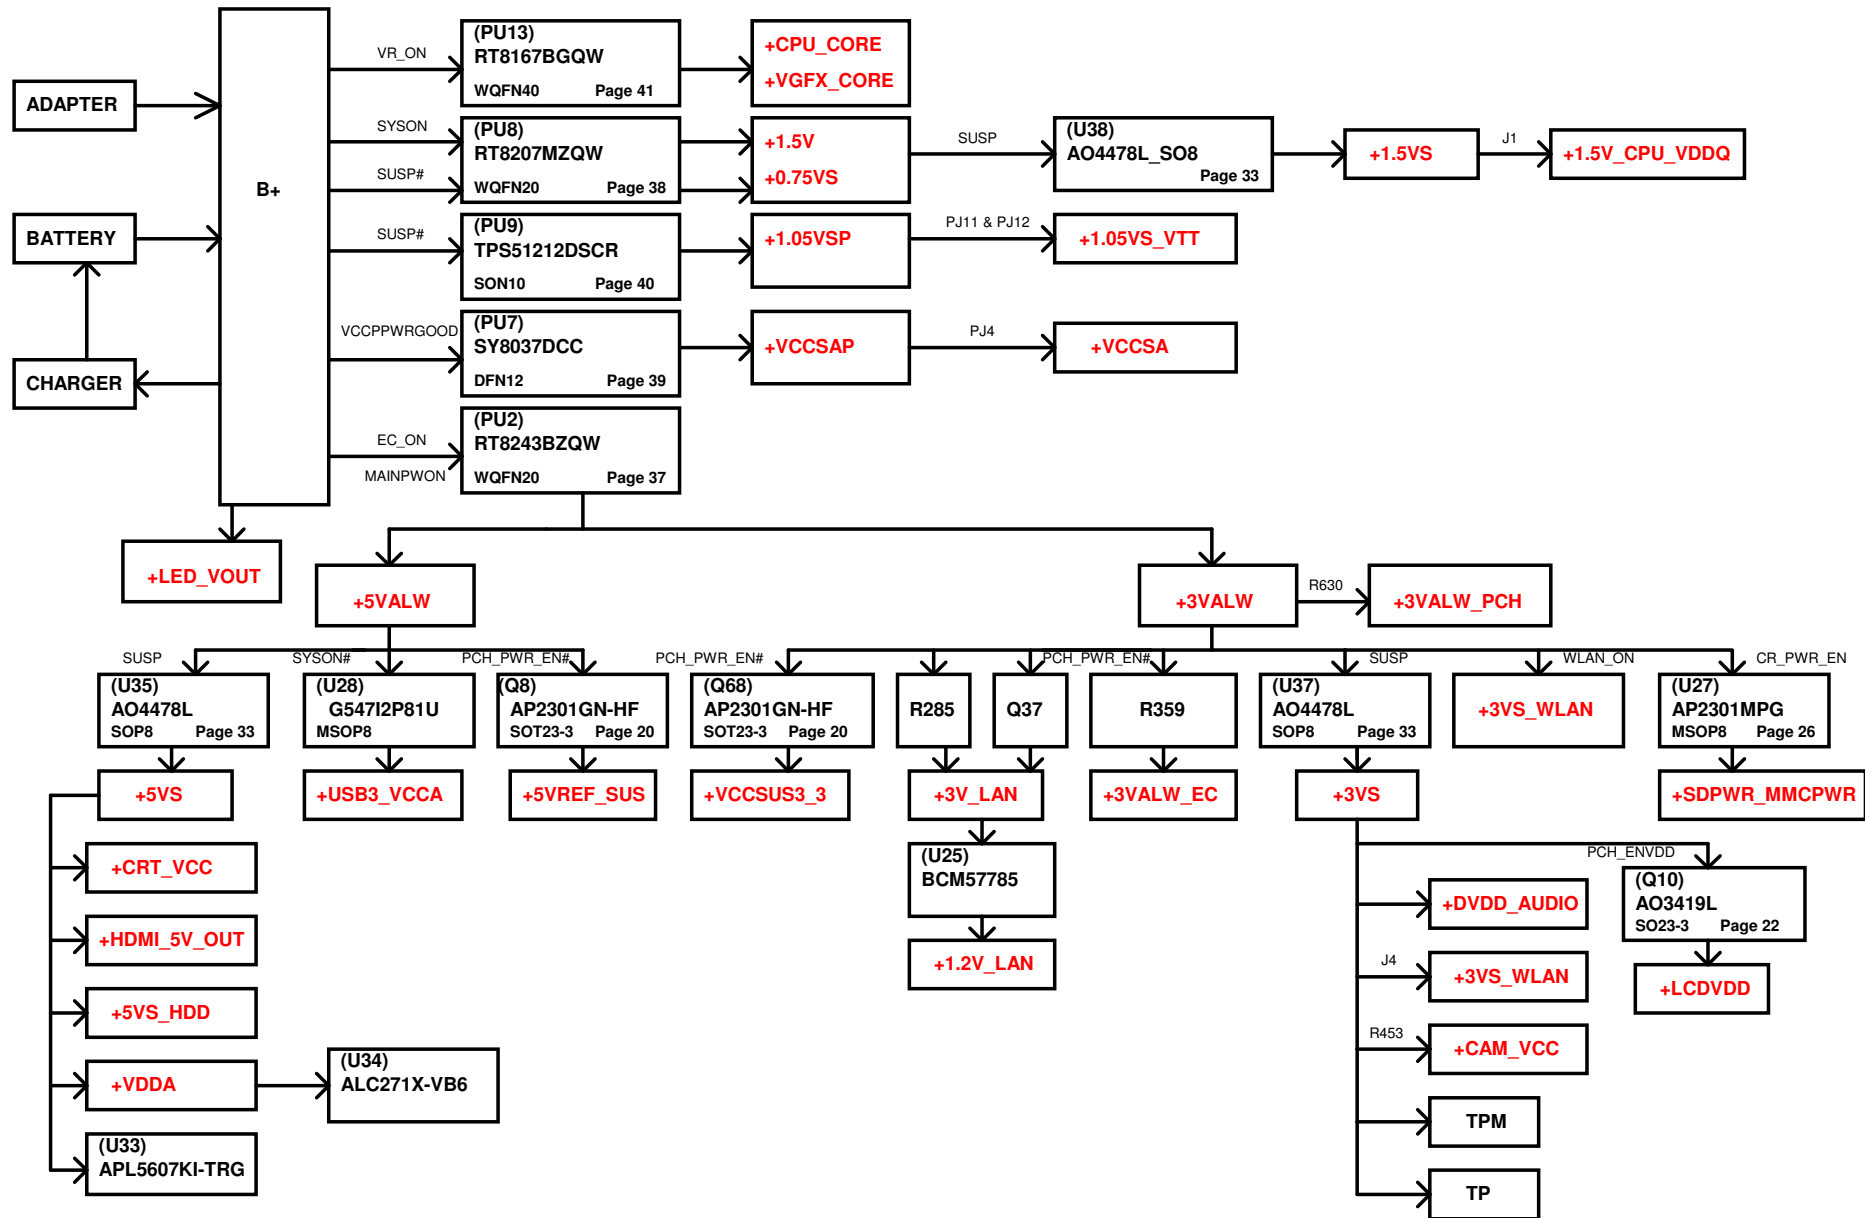 ADAPTER
BATTERY
CHARGER
B+
VR_ON
(PU13)
RT8167BGQW
WQFN40 Page 41
+CPU_CORE
+VGFX_CORE
SYSON
SUSP#
(PU8)
RT8207MZQW
WQFN20 Page 38
+1.5V
+0.75VS
SUSP
(U38)
AO4478L_SO8
Page 33
+1.5VS
J1
+1.5V_CPU_VDDQ
SUSP#
(PU9)
TPS51212DSCR
SON10 Page 40
+1.05VSP
PJ11 & PJ12
+1.05VS_VTT
VCCPPWRGOOD
(PU7)
SY8037DCC
DFN12 Page 39
+VCCSAP
PJ4
+VCCSA
EC_ON
MAINPWON
(PU2)
RT8243BZQW
WQFN20 Page 37
+LED_VOUT
+5VALW
+3VALW
R630
+3VALW_PCH
SUSP
(U35)
AO4478L
SOP8 Page 33
SYSON#
(U28)
G547I2P81U
MSOP8
PCH_PWR_EN#
(Q8)
AP2301GN-HF
SOT23-3 Page 20
PCH_PWR_EN#
(Q68)
AP2301GN-HF
SOT23-3 Page 20
R285
PCH_PWR_EN#
Q37
R359
SUSP
(U37)
AO4478L
SOP8 Page 33
WLAN_ON
+3VS_WLAN
CR_PWR_EN
(U27)
AP2301MPG
MSOP8 Page 26
+5VS
+USB3_VCCA
+5VREF_SUS
+VCCSUS3_3
+3V_LAN
+3VALW_EC
+3VS
+SDPWR_MMCPWR
+CRT_VCC
+HDMI_5V_OUT
+5VS_HDD
+VDDA
(U34)
ALC271X-VB6
(U33)
APL5607KI-TRG
(U25)
BCM57785
+1.2V_LAN
PCH_ENVDD
(Q10)
AO3419L
SO23-3 Page 22
+LCDVDD
+DVDD_AUDIO
J4
+3VS_WLAN
R453
+CAM_VCC
TPM
TP